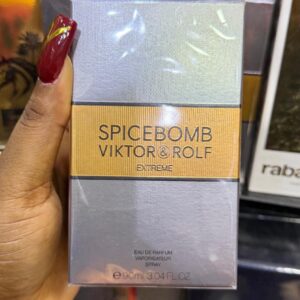 SPICEBOMB
VIKTOR & ROLF
EXTREME
EAU DE PARFUM
VAPORISATEUR
SPRAY
℮ 90ml 3.04 FL.OZ.
raba